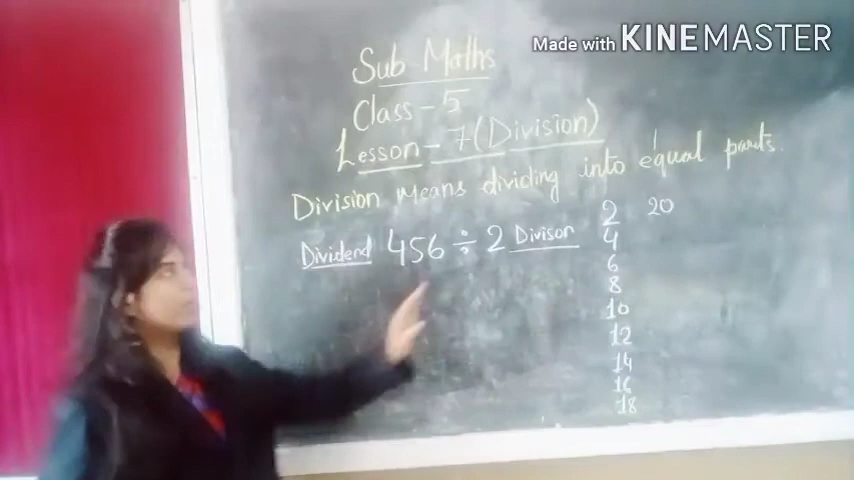 Made with KINEMASTER
Sub Maths
Class - 5
Lesson - 7 (Division)
Division means dividing into equal parts.
Dividend 456 ÷ 2 Divison
2 20
4
6
8
10
12
14
16
18